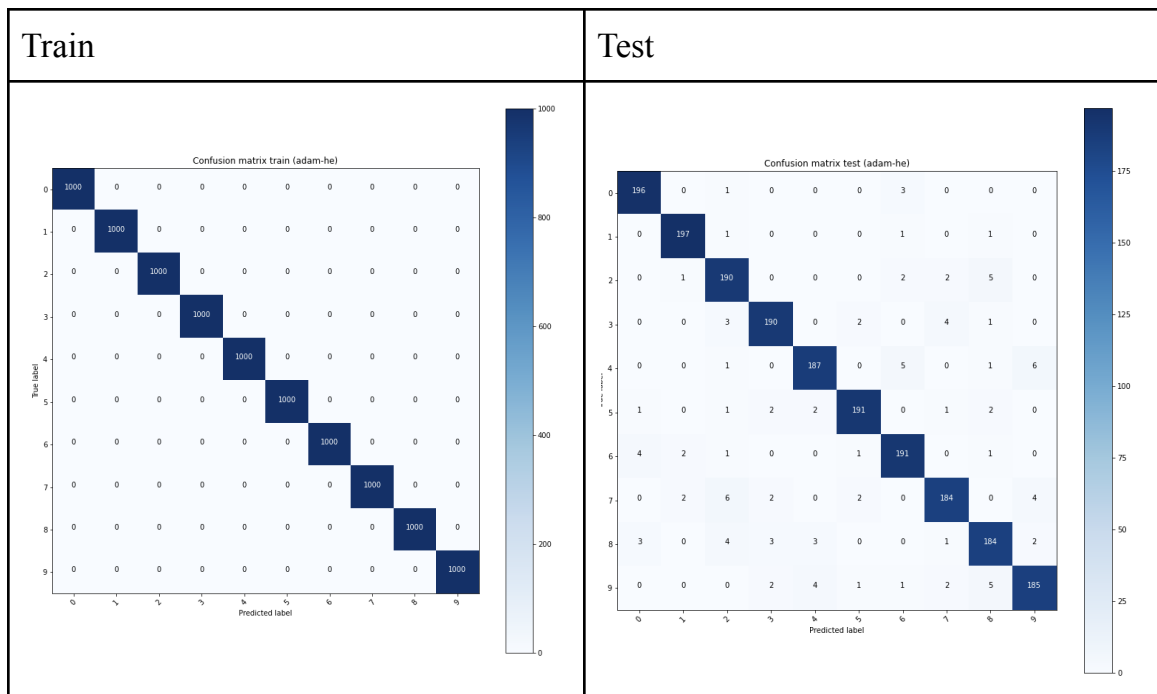 Train
Test
Confusion matrix train (adam-he)
1000
800
600
400
200
0
True label
0 1000 0 0 0 0 0 0 0 0 0
1 0 1000 0 0 0 0 0 0 0 0
2 0 0 1000 0 0 0 0 0 0 0
3 0 0 0 1000 0 0 0 0 0 0
4 0 0 0 0 1000 0 0 0 0 0
5 0 0 0 0 0 1000 0 0 0 0
6 0 0 0 0 0 0 1000 0 0 0
7 0 0 0 0 0 0 0 1000 0 0
8 0 0 0 0 0 0 0 0 1000 0
9 0 0 0 0 0 0 0 0 0 1000
0 1 2 3 4 5 6 7 8 9
Predicted label
Confusion matrix test (adam-he)
175
150
125
100
75
50
25
0
0 196 0 1 0 0 0 3 0 0 0
1 0 197 1 0 0 0 1 0 1 0
2 0 1 190 0 0 0 2 2 5 0
3 0 0 3 190 0 2 0 4 1 0
4 0 0 1 0 187 0 5 0 1 6
5 1 0 1 2 2 191 0 1 2 0
6 4 2 1 0 0 1 191 0 1 0
7 0 2 6 2 0 2 0 184 0 4
8 3 0 4 3 3 0 0 1 184 2
9 0 0 0 2 4 1 1 2 5 185
0 1 2 3 4 5 6 7 8 9
Predicted label